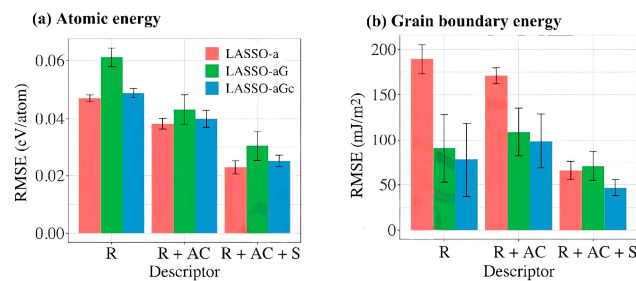 (a) Atomic energy
RMSE (eV/atom)
0.06
0.04
0.02
0.00
LASSO-a
LASSO-aG
LASSO-aGc
R
R + AC
R + AC + S
Descriptor
(b) Grain boundary energy
RMSE (mJ/m2)
200
150
100
50
0
R
R + AC
R + AC + S
Descriptor